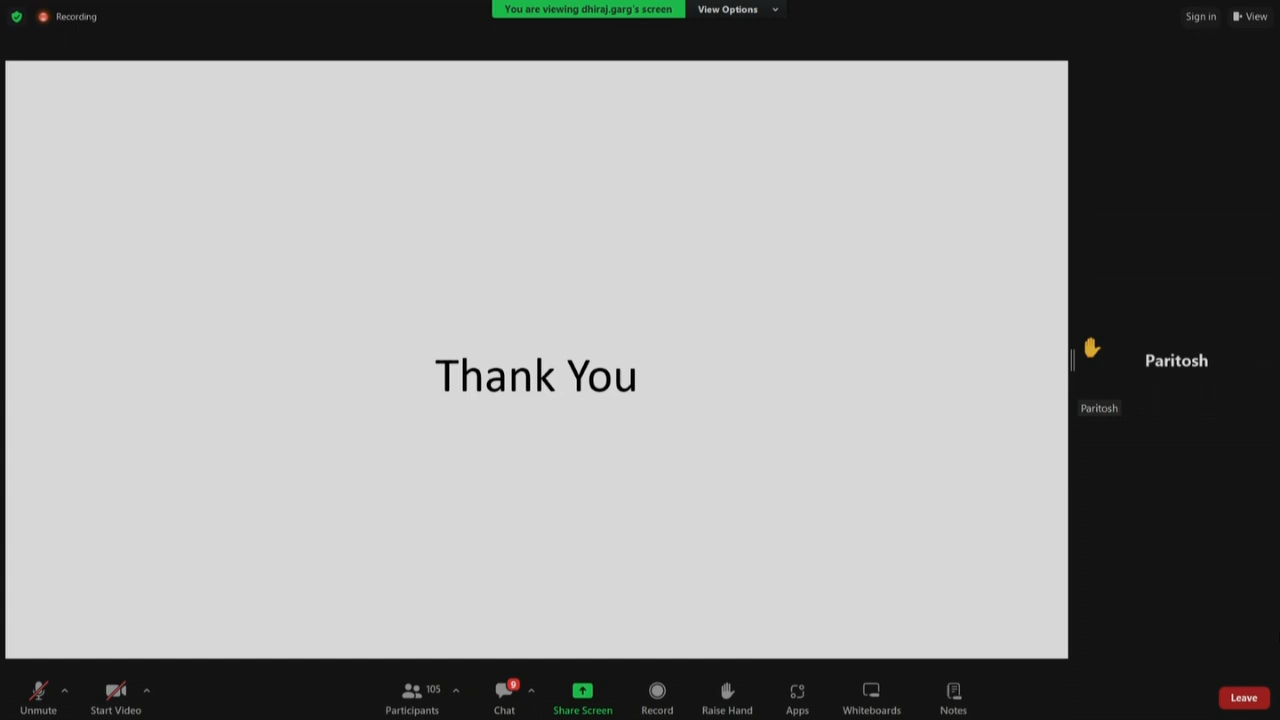 Recording
You are viewing dhiraj.garg's screen
View Options
Sign in
View
Thank You
Paritosh
Paritosh
Unmute
Start Video
105
Participants
9
Chat
Share Screen
Record
Raise Hand
Apps
Whiteboards
Notes
Leave